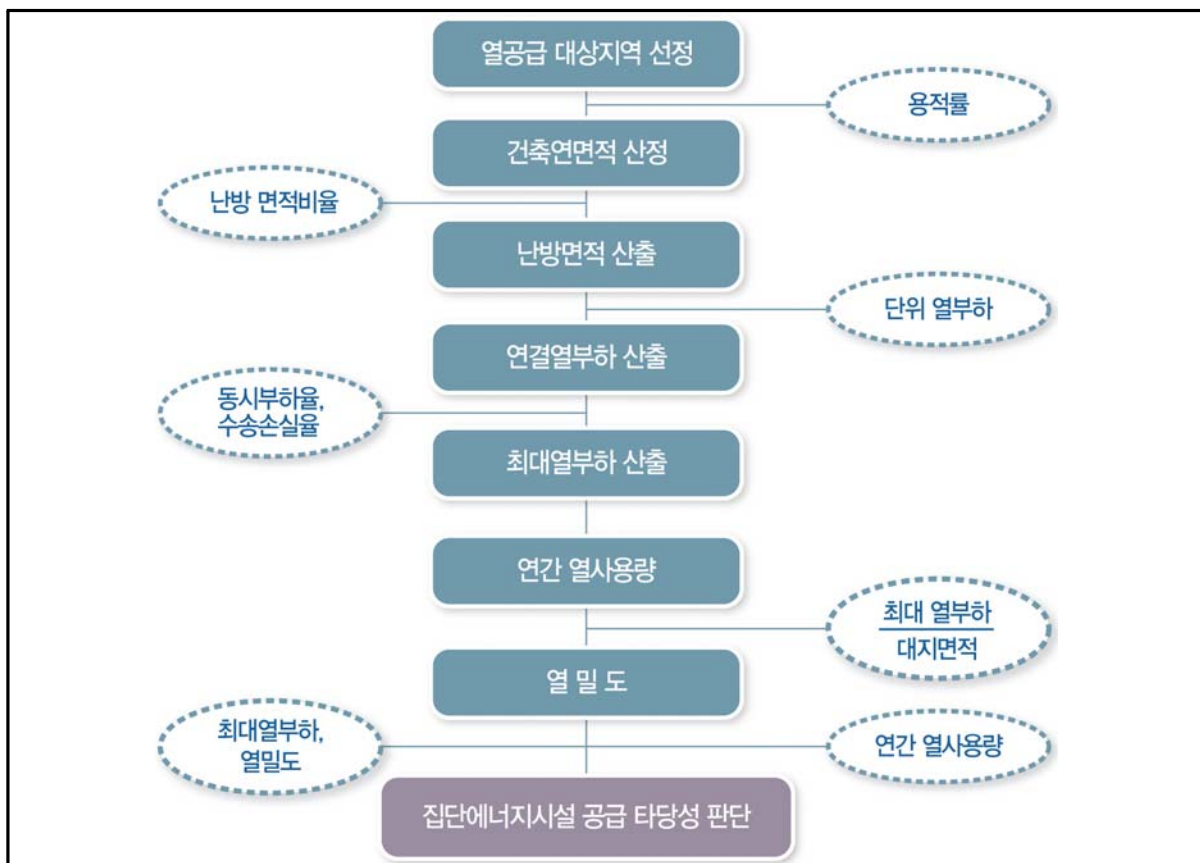 열공급 대상지역 선정
용적률
건축연면적 산정
난방 면적비율
난방면적 산출
단위 열부하
연결열부하 산출
동시부하율,
수송손실율
최대열부하 산출
연간 열사용량
최대 열부하
대지면적
열 밀 도
최대열부하,
열밀도
연간 열사용량
집단에너지시설 공급 타당성 판단